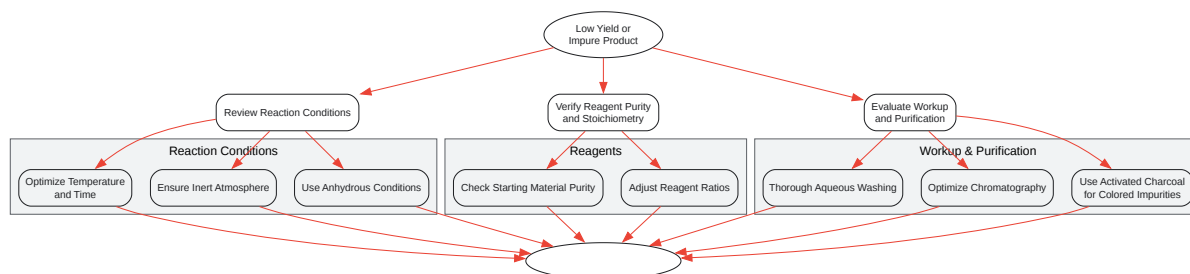 Low Yield or
Impure Product
Review Reaction Conditions
Verify Reagent Purity
and Stoichiometry
Evaluate Workup
and Purification
Reaction Conditions
Reagents
Workup & Purification
Optimize Temperature
and Time
Ensure Inert Atmosphere
Use Anhydrous Conditions
Check Starting Material Purity
Adjust Reagent Ratios
Thorough Aqueous Washing
Optimize Chromatography
Use Activated Charcoal
for Colored Impurities